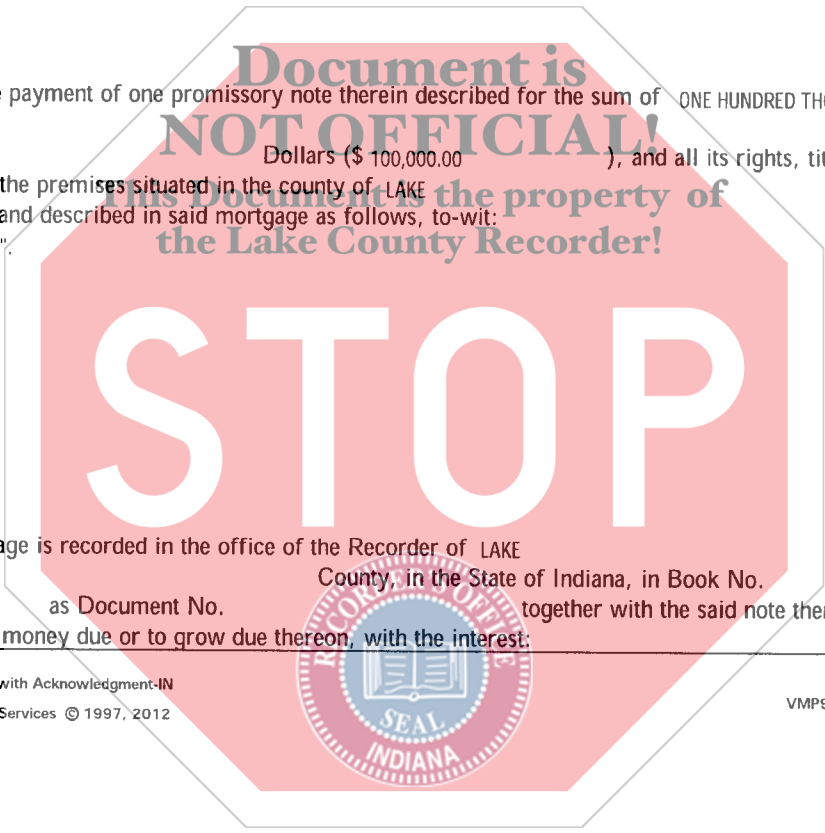 Document is
payment of one promissory note therein described for the sum of ONE HUNDRED
NOT OFFICIAL!
Dollars ($ 100,000.00 ), and all its rights,
the premises situated in the county of LAKE
This Document is the property of
and described in said mortgage as follows, to-wit:
the Lake County Recorder!
".
STOP
is recorded in the office of the Recorder of LAKE
County, in the State of Indiana, in Book No.
as Document No. together with the said note
money due or to grow due thereon, with the interest:
RECORDER'S OFFICE
SEAL
INDIANA
with Acknowledgment-IN
Services © 1997, 2012
VMP